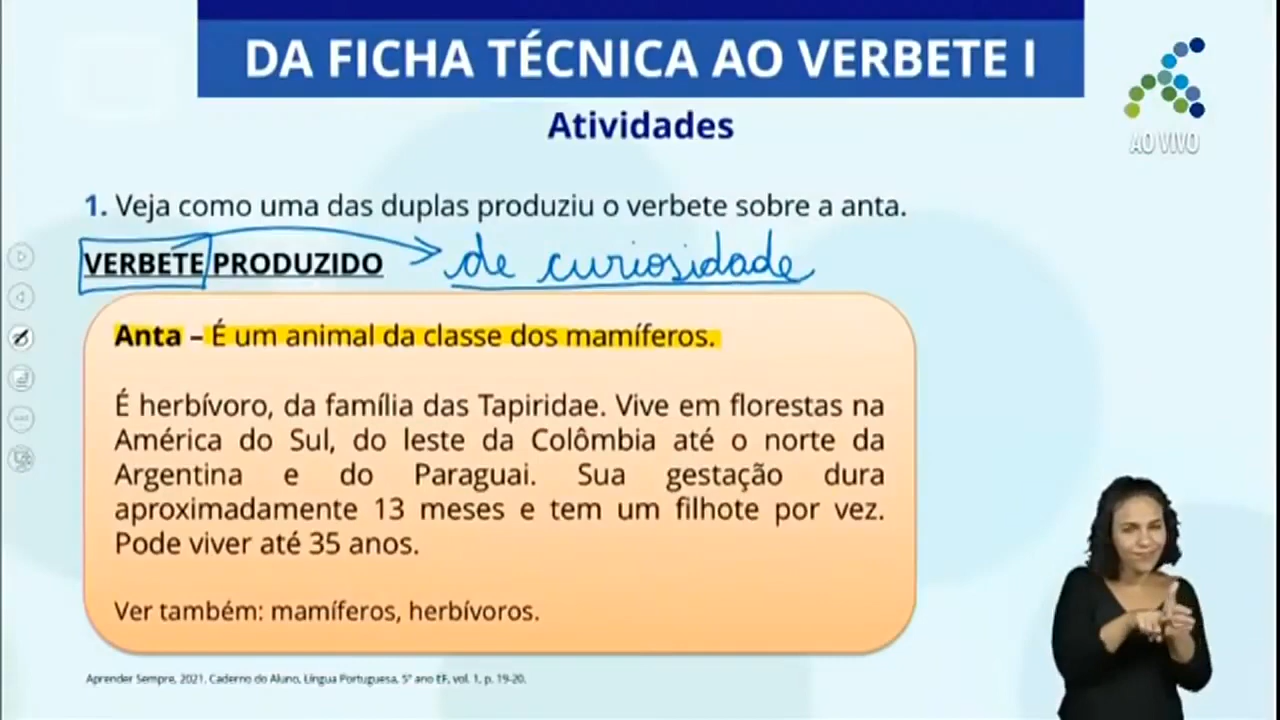 DA FICHA TÉCNICA AO VERBETE I
Atividades
AO VIVO
1. Veja como uma das duplas produziu o verbete sobre a anta.
VERBETE PRODUZIDO de curiosidade
Anta – É um animal da classe dos mamíferos.
É herbívoro, da família das Tapiridae. Vive em florestas na
América do Sul, do leste da Colômbia até o norte da
Argentina e do Paraguai. Sua gestação dura
aproximadamente 13 meses e tem um filhote por vez.
Pode viver até 35 anos.
Ver também: mamíferos, herbívoros.
Aprender Sempre, 2021. Caderno do Aluno, Língua Portuguesa, 5º ano EF, vol. 1, p. 19-20.